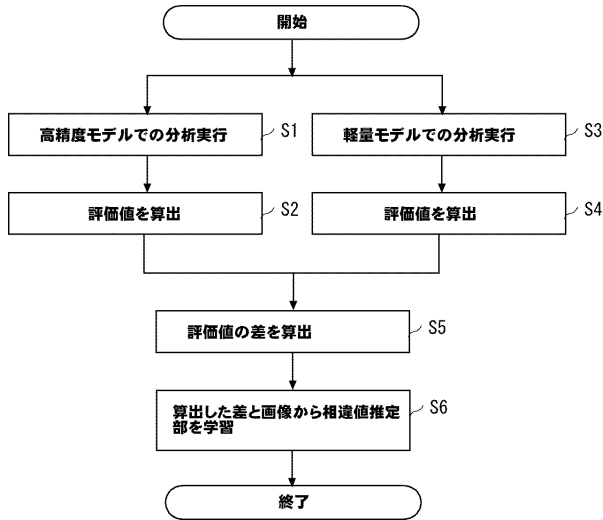 開始
高精度モデルでの分析実行
S1
軽量モデルでの分析実行
S3
評価値を算出
S2
評価値を算出
S4
評価値の差を算出
S5
算出した差と画像から相違値推定
部を学習
S6
終了